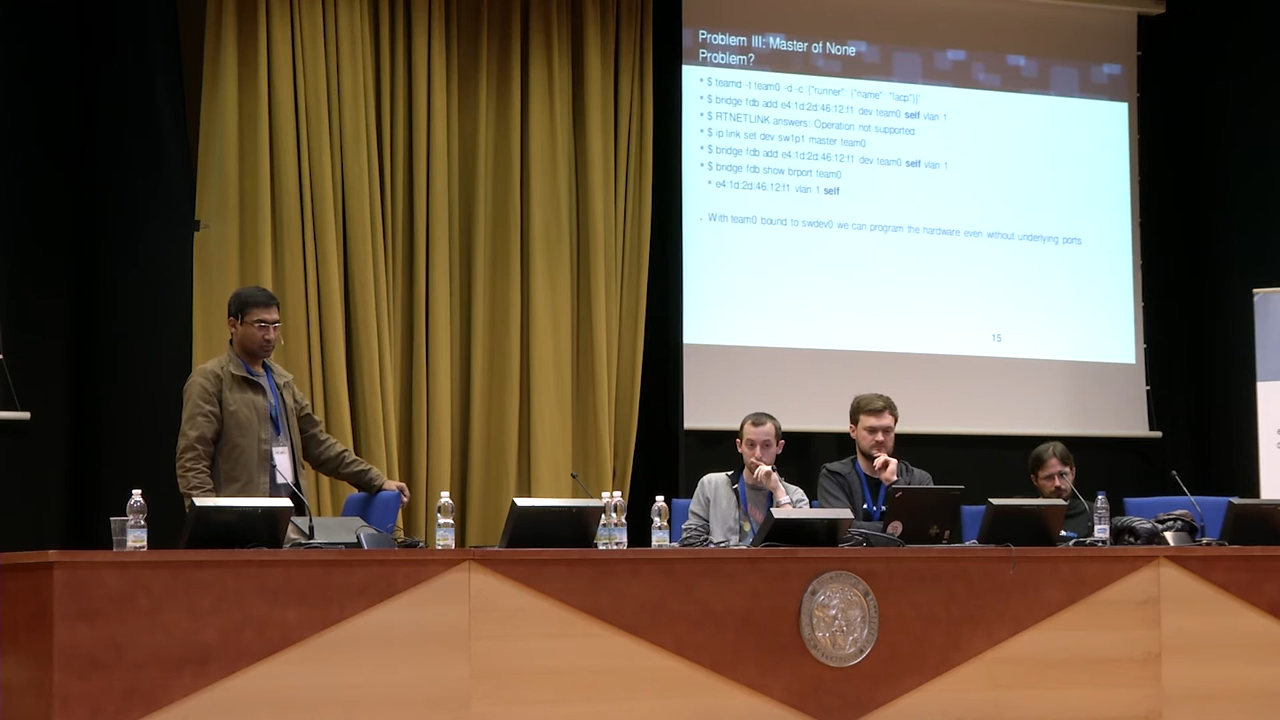 Problem III: Master of None
Problem?
* $ teamd -t team0 -d -c '{"runner": {"name": "lacp"}}'
* $ bridge fdb add e4:1d:2d:46:12:f1 dev team0 self vlan 1
* $ RTNETLINK answers: Operation not supported
* $ ip link set dev sw1p1 master team0
* $ bridge fdb add e4:1d:2d:46:12:f1 dev team0 self vlan 1
* $ bridge fdb show brport team0
* e4:1d:2d:46:12:f1 vlan 1 self
. With team0 bound to swdev0 we can program the hardware even without underlying ports
15